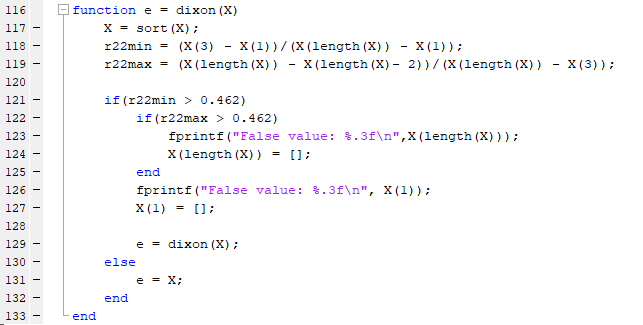 116 function e = dixon(X)
117 - X = sort(X);
118 - r22min = (X(3) - X(1))/(X(length(X)) - X(1));
119 - r22max = (X(length(X)) - X(length(X)- 2))/(X(length(X)) - X(3));
120
121 - if(r22min > 0.462)
122 - if(r22max > 0.462)
123 - fprintf("False value: %.3f\n",X(length(X)));
124 - X(length(X)) = [];
125 - end
126 - fprintf("False value: %.3f\n", X(1));
127 - X(1) = [];
128
129 - e = dixon(X);
130 - else
131 - e = X;
132 - end
133 - end